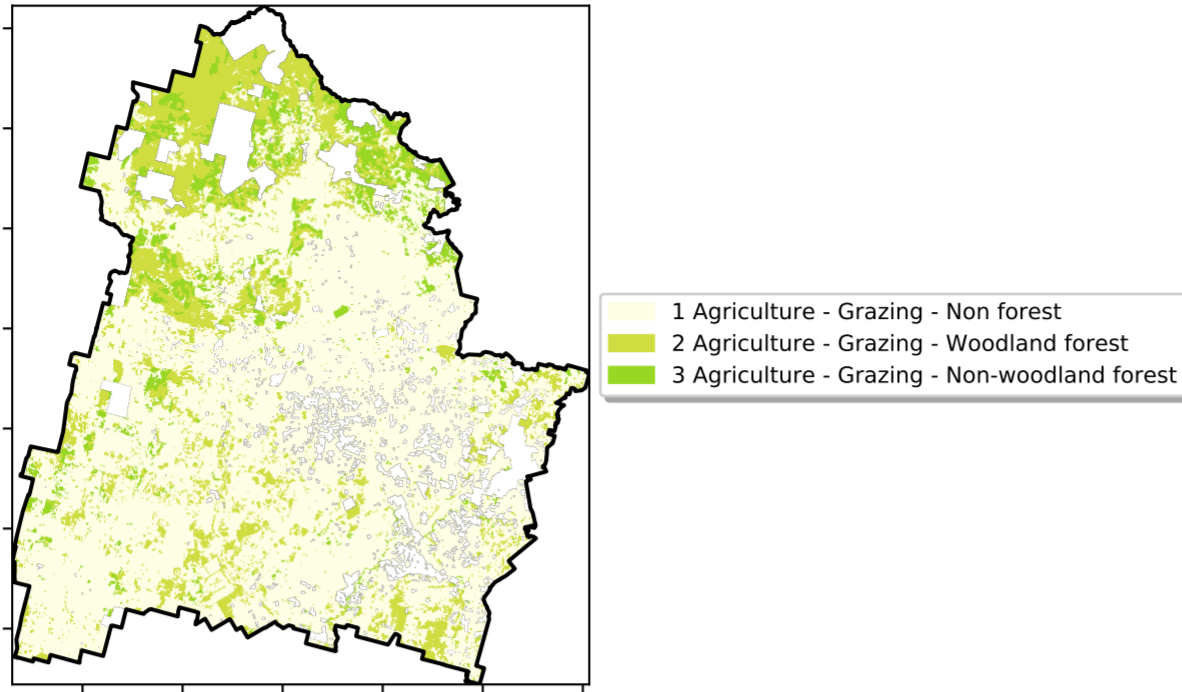 1 Agriculture - Grazing - Non forest
2 Agriculture - Grazing - Woodland forest
3 Agriculture - Grazing - Non-woodland forest